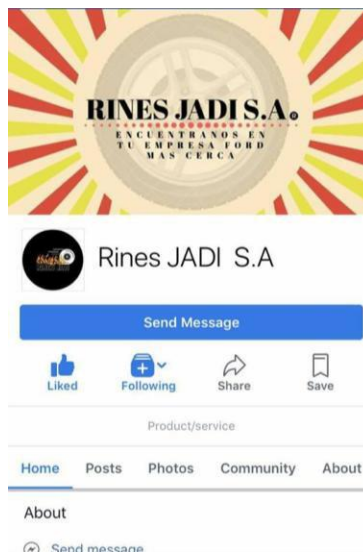 RINES JADI S.A.
ENCUENTRANOS EN
TU EMPRESA FORD
MAS CERCA
Rines JADI S.A
Send Message
Liked Following Share Save
Product/service
Home Posts Photos Community About
About
Send message